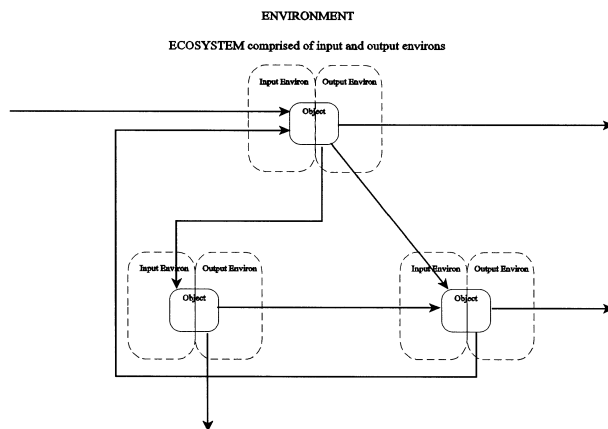 ENVIRONMENT
ECOSYSTEM comprised of input and output environs
Input Environ
Output Environ
Object
Input Environ
Output Environ
Object
Input Environ
Output Environ
Object